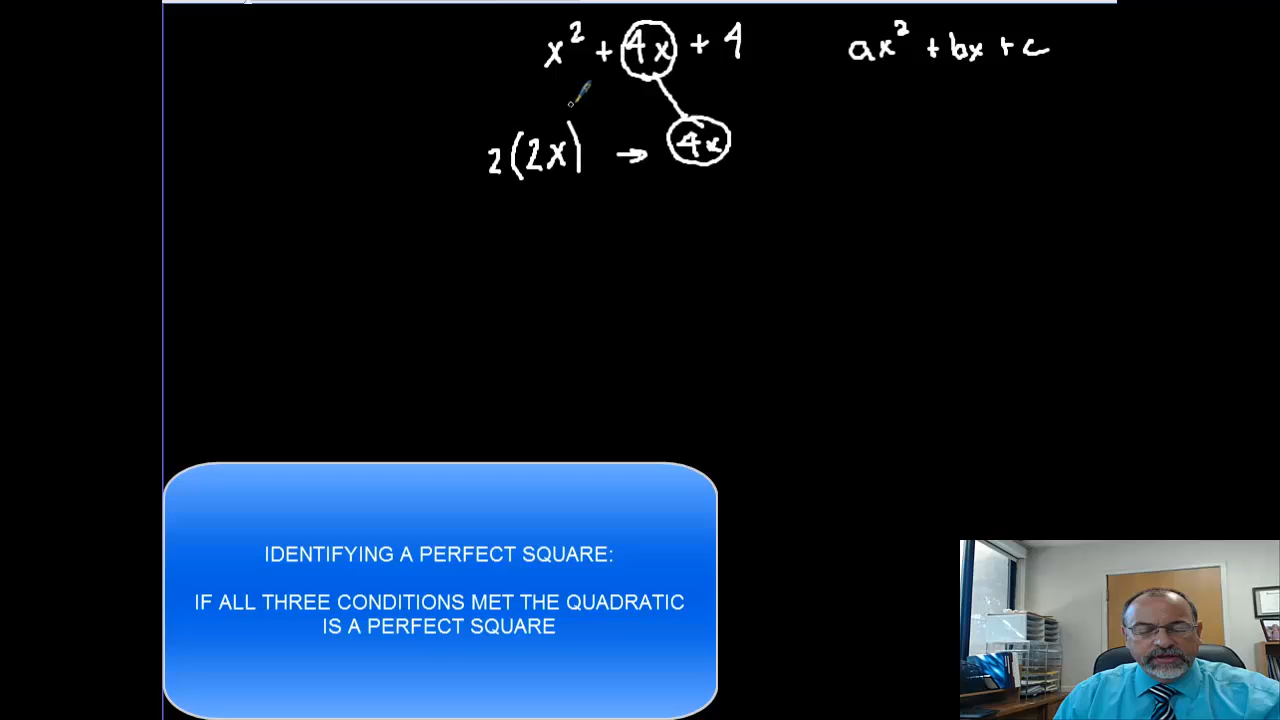 x² + 4x + 4
ax² + bx + c
2(2x) → 4x
IDENTIFYING A PERFECT SQUARE:
IF ALL THREE CONDITIONS MET THE QUADRATIC
IS A PERFECT SQUARE